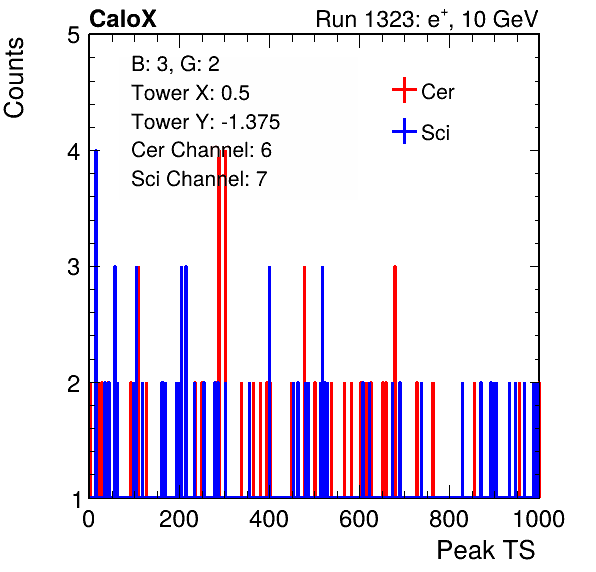 CaloX Run 1323: e⁺, 10 GeV
Counts
5
B: 3, G: 2
Tower X: 0.5
Cer
Tower Y: -1.375
Sci
4
Cer Channel: 6
Sci Channel: 7
3
2
1
0 200 400 600 800 1000
Peak TS